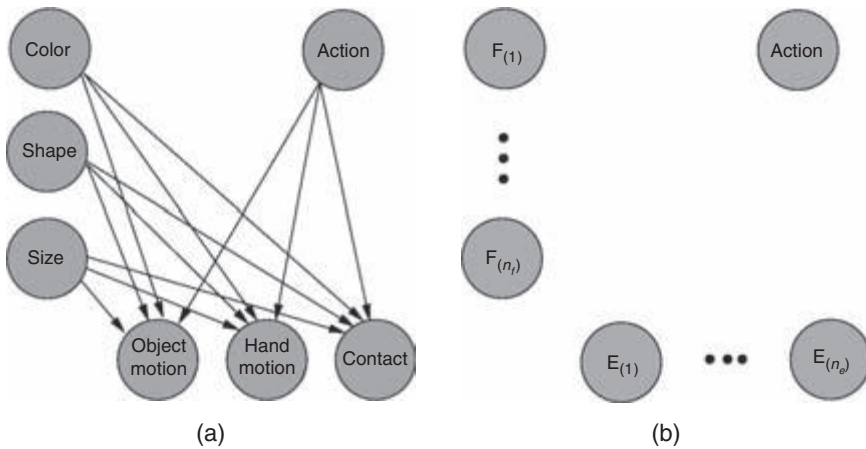 Color
Action
Shape
Size
Object
motion
Hand
motion
Contact
(a)
F(1)
Action
F(nf)
E(1)
E(ne)
(b)